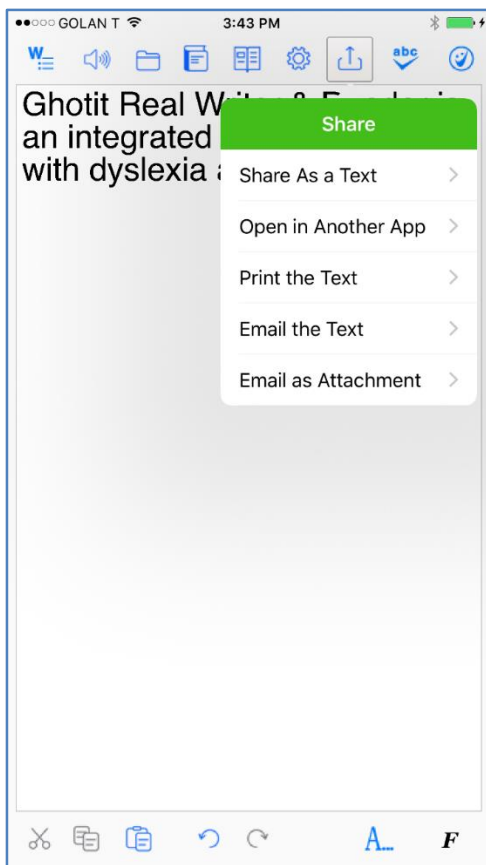 GOLAN T 3:43 PM
W abc
Ghotit Real
an integrated
with dyslexia
Share
Share As a Text
Open in Another App
Print the Text
Email the Text
Email as Attachment
A... F